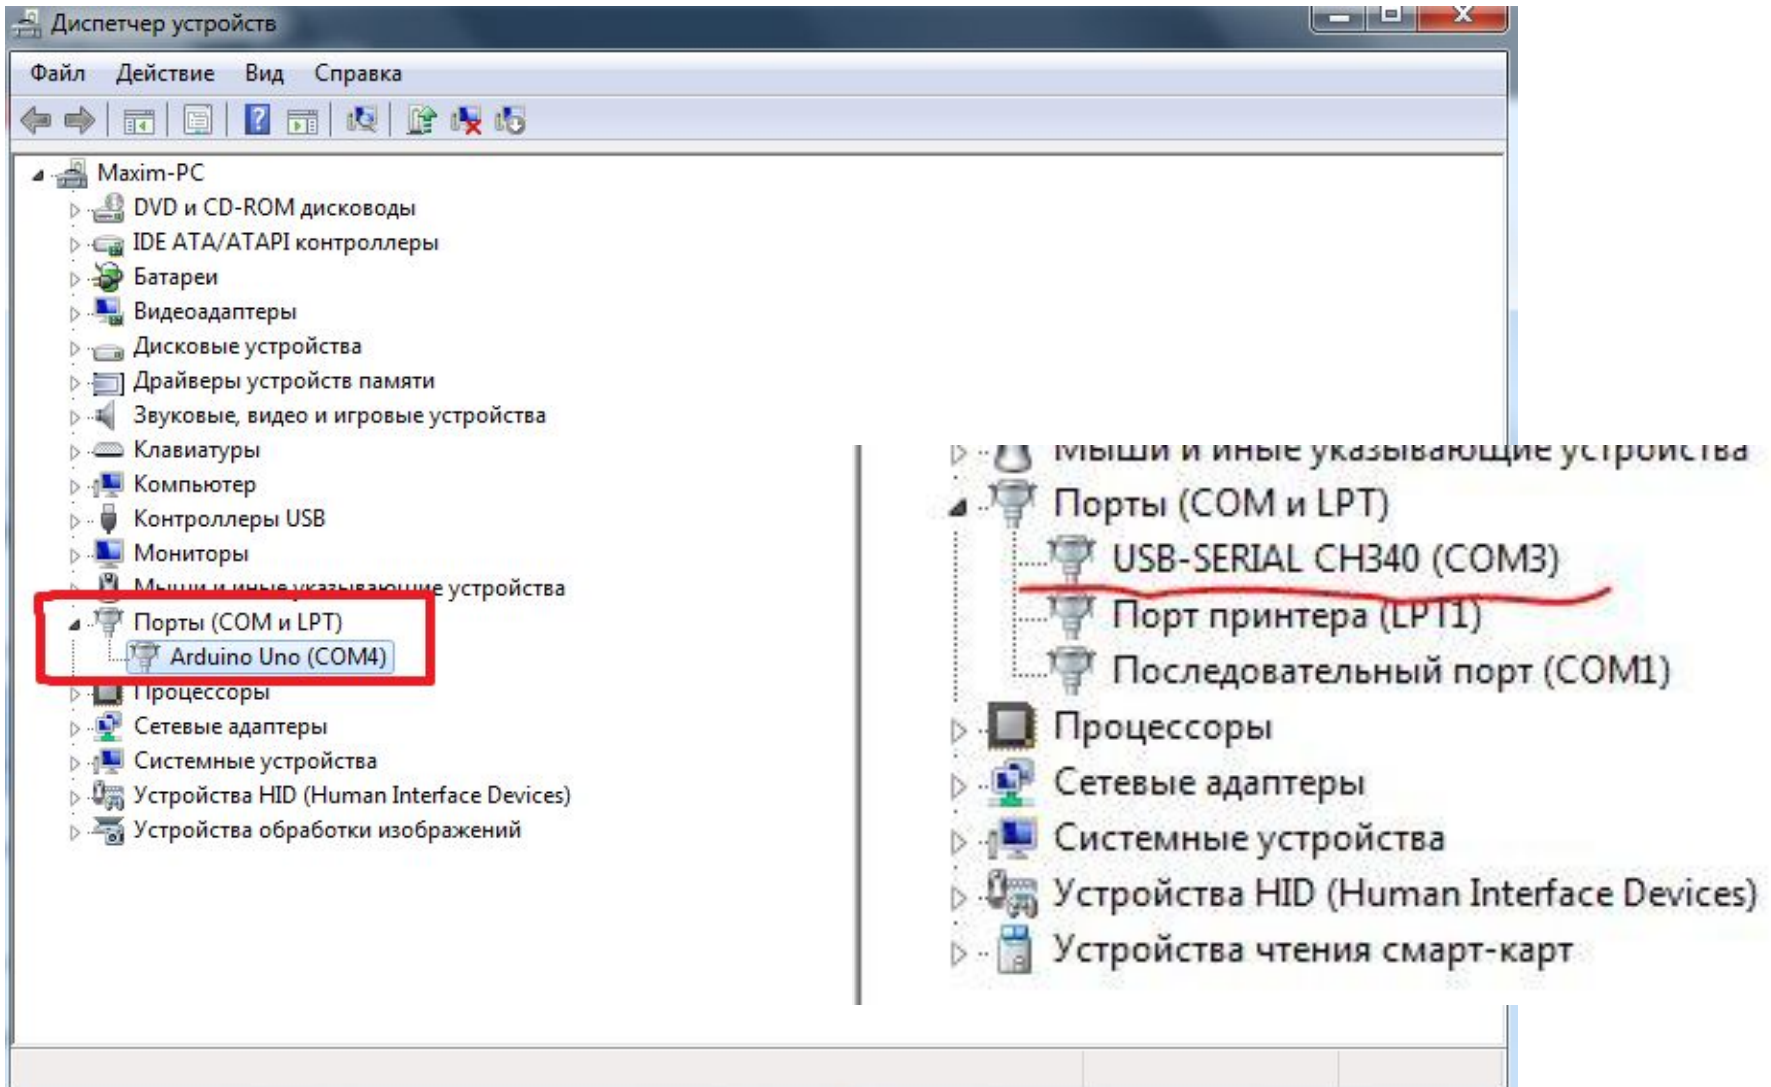 Диспетчер устройств
Файл Действие Вид Справка
Maxim-PC
DVD и CD-ROM дисководы
IDE ATA/ATAPI контроллеры
Батареи
Видеоадаптеры
Дисковые устройства
Драйверы устройств памяти
Звуковые, видео и игровые устройства
Клавиатуры
Компьютер
Контроллеры USB
Мониторы
Мыши и иные указывающие устройства
Порты (COM и LPT)
Arduino Uno (COM4)
Процессоры
Сетевые адаптеры
Системные устройства
Устройства HID (Human Interface Devices)
Устройства обработки изображений
Мыши и иные указывающие устройства
Порты (COM и LPT)
USB-SERIAL CH340 (COM3)
Порт принтера (LPT1)
Последовательный порт (COM1)
Процессоры
Сетевые адаптеры
Системные устройства
Устройства HID (Human Interface Devices)
Устройства чтения смарт-карт